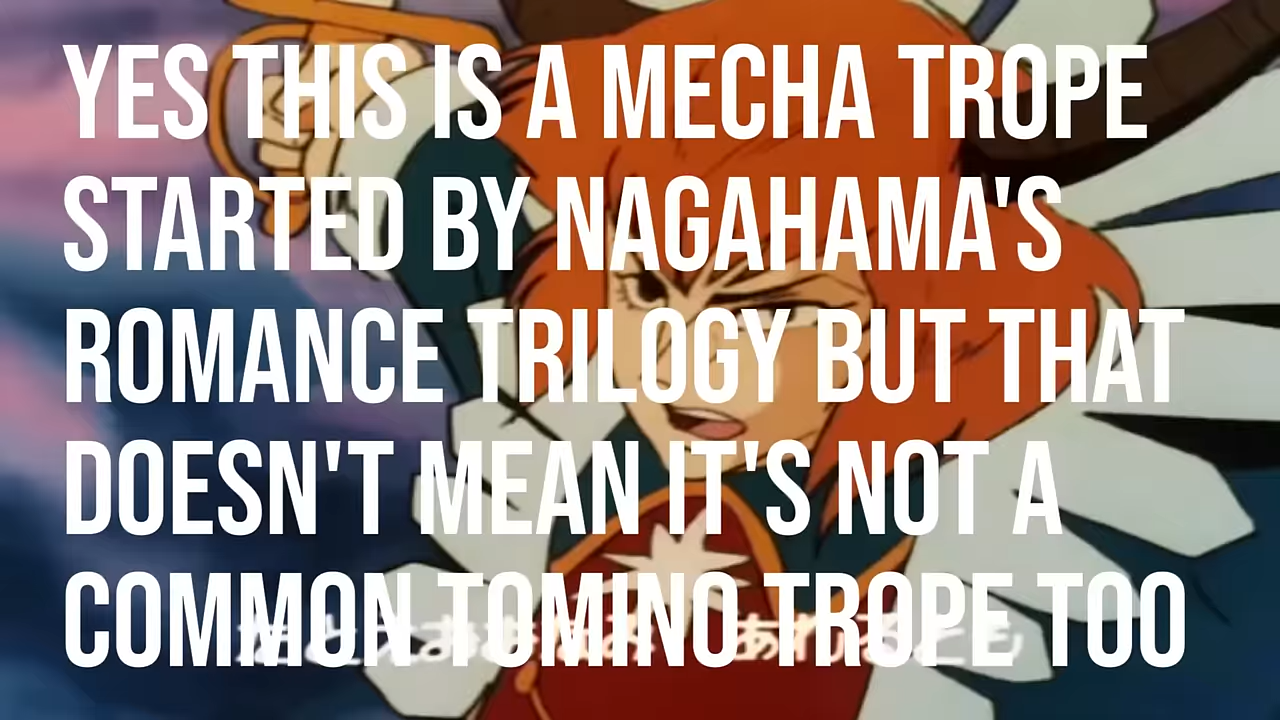 YES THIS IS A MECHA TROPE
STARTED BY NAGAHAMA'S
ROMANCE TRILOGY BUT THAT
DOESN'T MEAN IT'S NOT A
COMMON TOMINO TROPE TOO